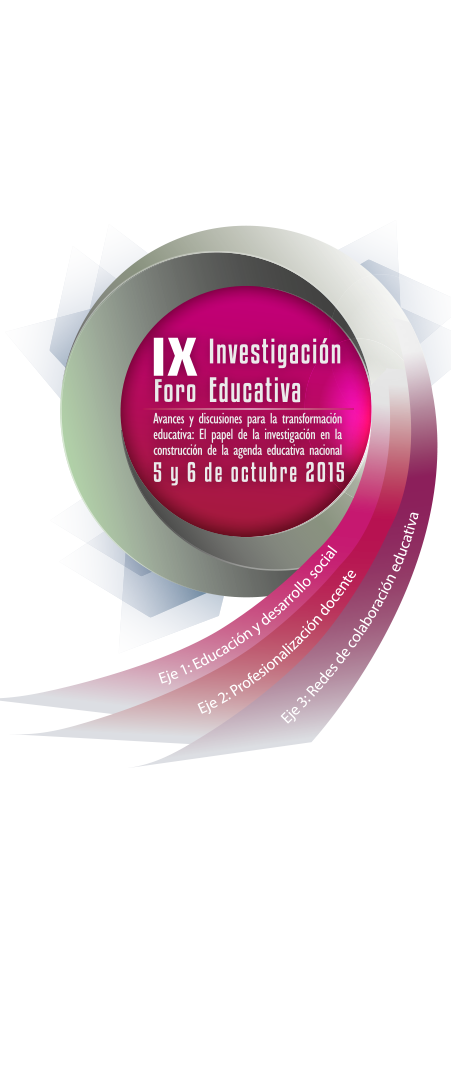 IX Investigación
Foro Educativa
Avances y discusiones para la transformación
educativa: El papel de la investigación en la
construcción de la agenda educativa nacional
5 y 6 de octubre 2015
Eje 1: Educación y desarrollo social
Eje 2: Profesionalización docente
Eje 3: Redes de colaboración educativa